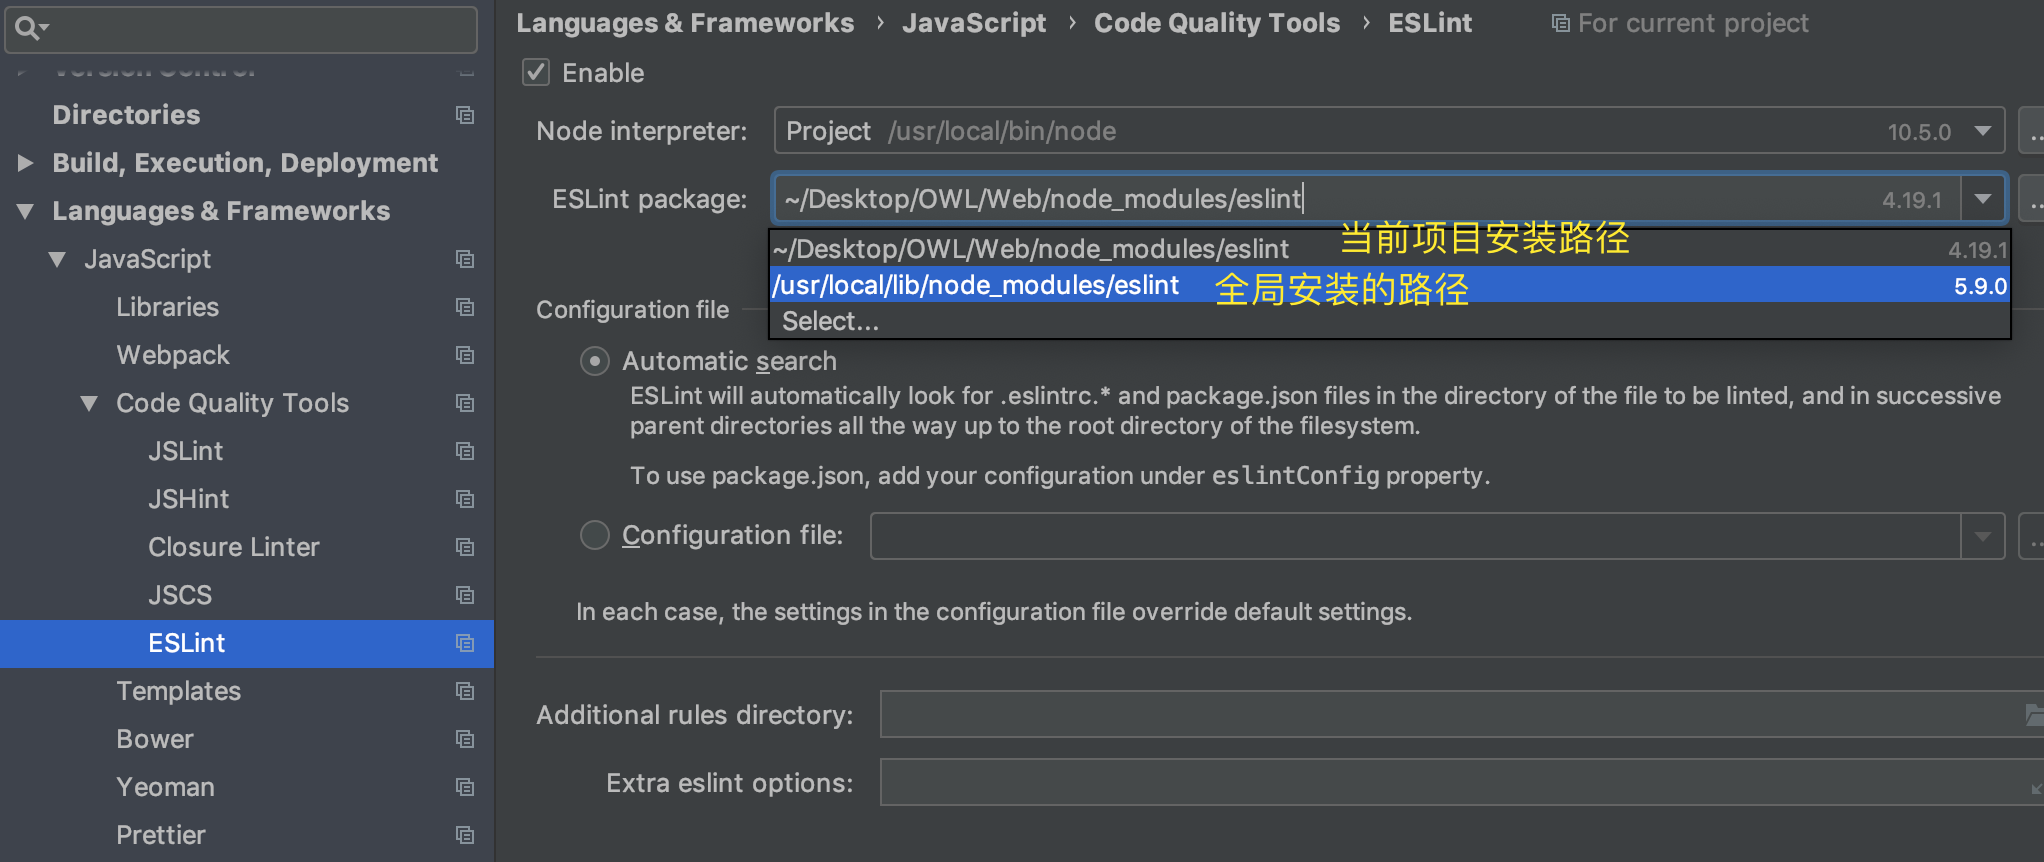 Languages & Frameworks › JavaScript › Code Quality Tools › ESLint For current project
Version Control
Directories
Build, Execution, Deployment
Languages & Frameworks
JavaScript
Libraries
Webpack
Code Quality Tools
JSLint
JSHint
Closure Linter
JSCS
ESLint
Templates
Bower
Yeoman
Prettier
Enable
Node interpreter: Project /usr/local/bin/node 10.5.0 ...
ESLint package: ~/Desktop/OWL/Web/node_modules/eslint 4.19.1 ...
~/Desktop/OWL/Web/node_modules/eslint 当前项目安装路径 4.19.1
/usr/local/lib/node_modules/eslint 全局安装的路径 5.9.0
Select...
Configuration file
Automatic search
ESLint will automatically look for .eslintrc.* and package.json files in the directory of the file to be linted, and in successive
parent directories all the way up to the root directory of the filesystem.
To use package.json, add your configuration under eslintConfig property.
Configuration file: ...
In each case, the settings in the configuration file override default settings.
Additional rules directory:
Extra eslint options: